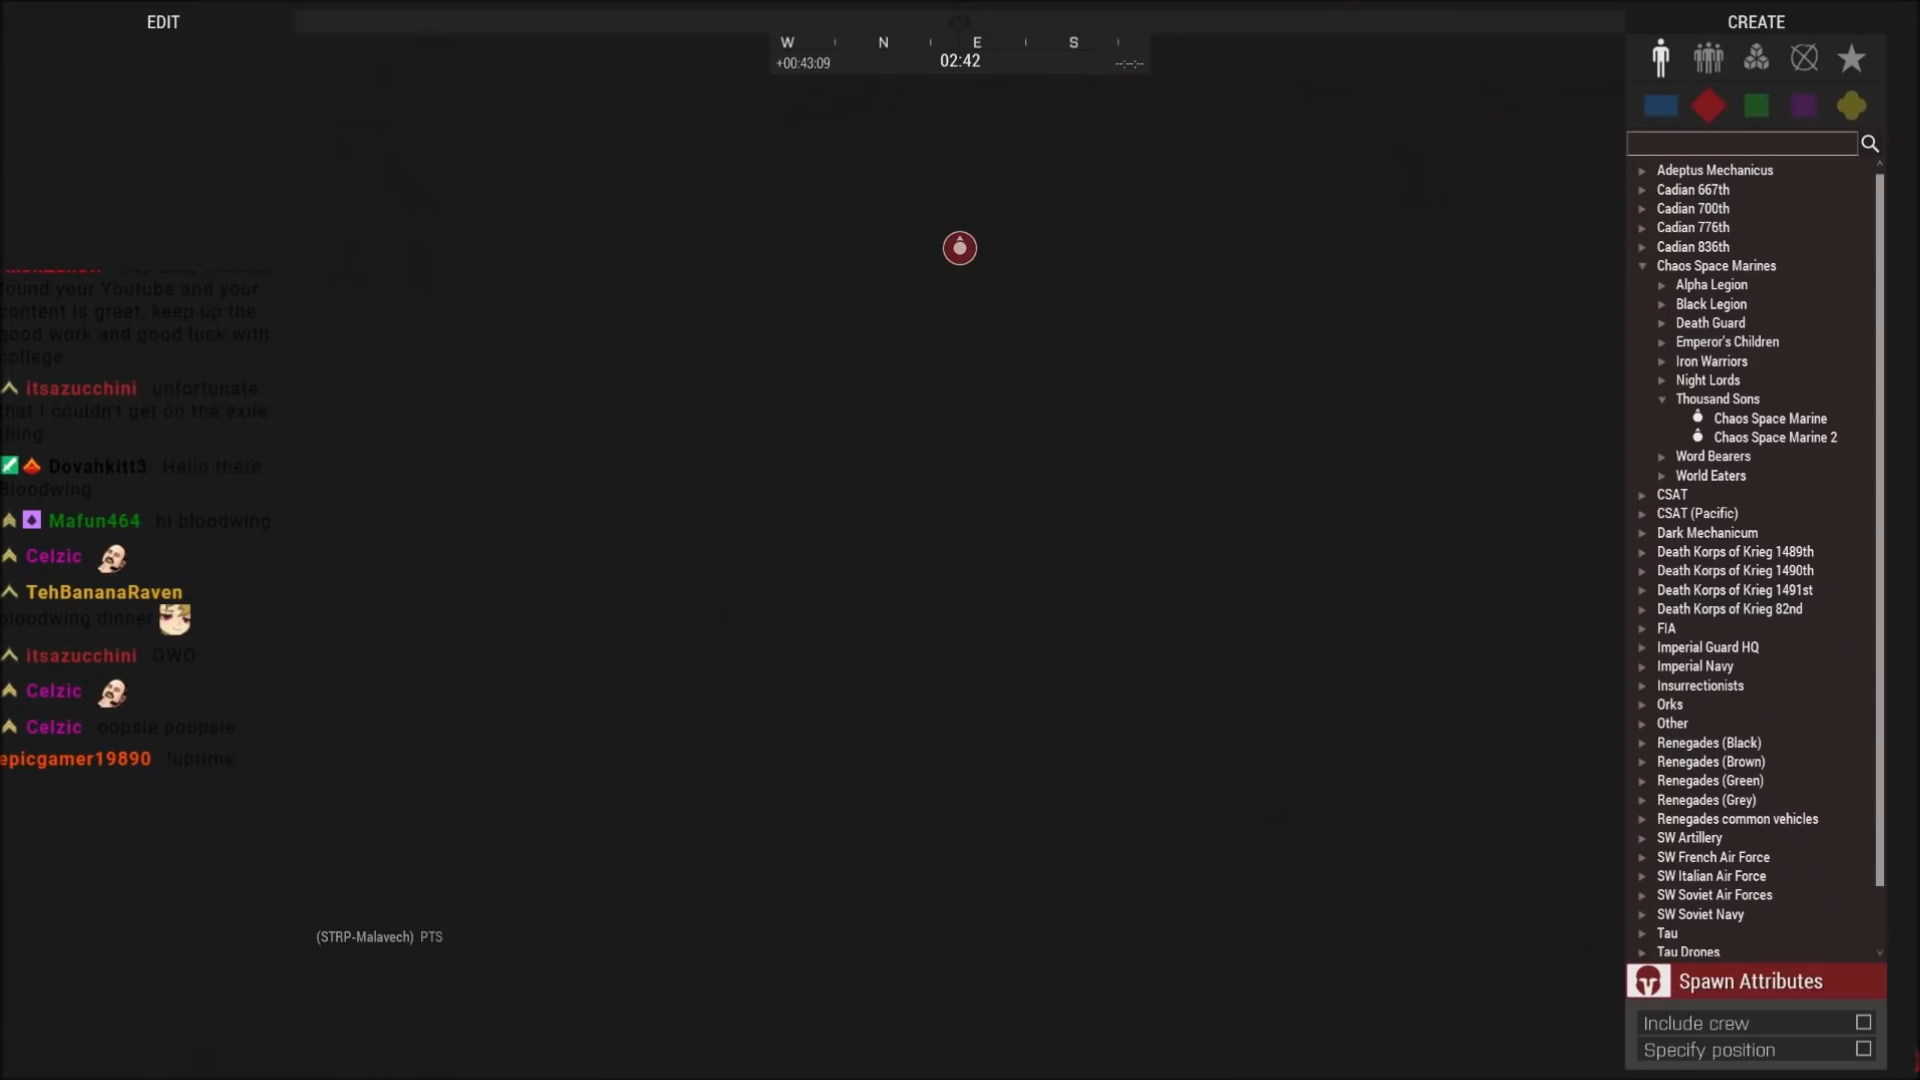 EDIT
W N E S
+00:43:09 02:42 --:--:--
found your Youtube and your
content is great, keep up the
good work and good luck with
college
itsazucchini unfortunate
that I couldn't get on the exile
thing
Dovahkitt3 Hello there
Bloodwing
Mafun464 hi bloodwing
Celzic
TehBananaRaven
bloodwing dinner
itsazucchini OWO
Celzic
Celzic oopsie poopsie
epicgamer19890 !uptime
(STRP-Malavech) PTS
CREATE
Adeptus Mechanicus
Cadian 667th
Cadian 700th
Cadian 776th
Cadian 836th
Chaos Space Marines
Alpha Legion
Black Legion
Death Guard
Emperor's Children
Iron Warriors
Night Lords
Thousand Sons
Chaos Space Marine
Chaos Space Marine 2
Word Bearers
World Eaters
CSAT
CSAT (Pacific)
Dark Mechanicum
Death Korps of Krieg 1489th
Death Korps of Krieg 1490th
Death Korps of Krieg 1491st
Death Korps of Krieg 82nd
FIA
Imperial Guard HQ
Imperial Navy
Insurrectionists
Orks
Other
Renegades (Black)
Renegades (Brown)
Renegades (Green)
Renegades (Grey)
Renegades common vehicles
SW Artillery
SW French Air Force
SW Italian Air Force
SW Soviet Air Forces
SW Soviet Navy
Tau
Tau Drones
Spawn Attributes
Include crew
Specify position